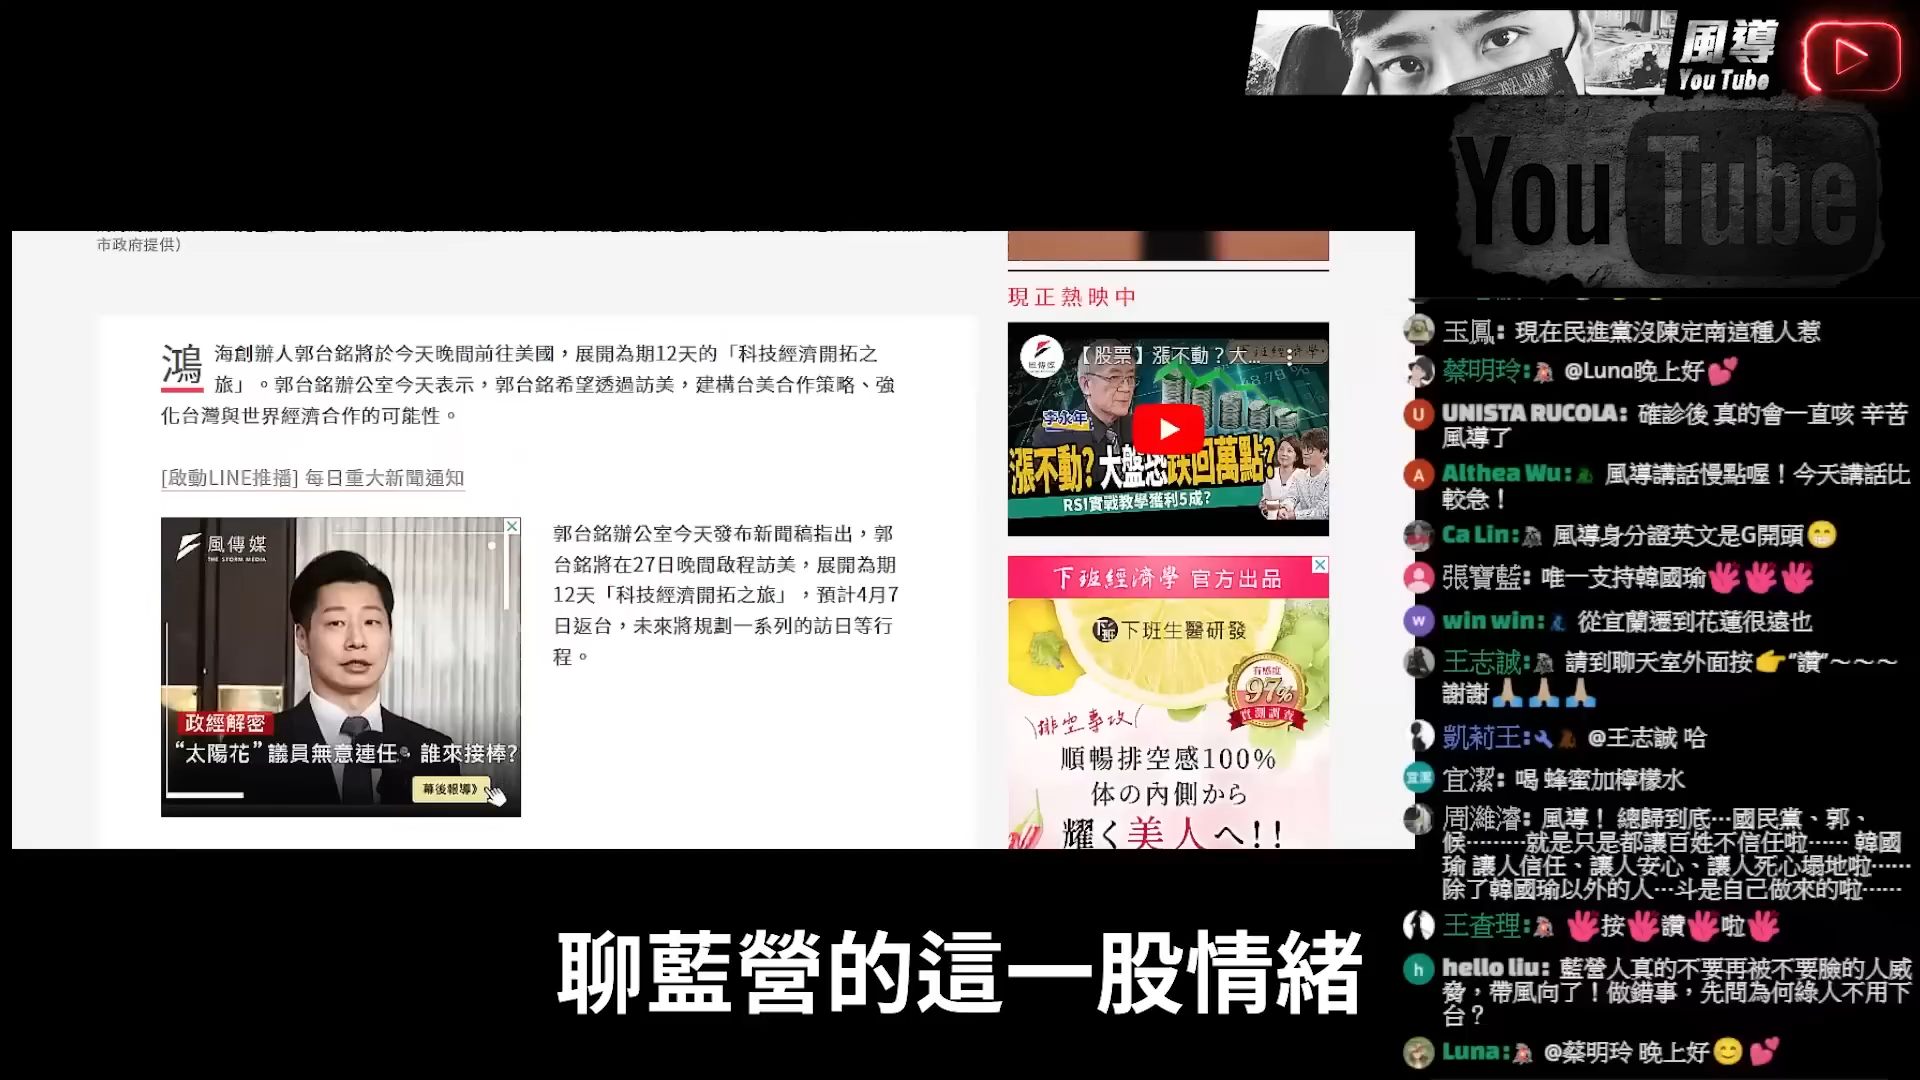 風導
You Tube
You Tube
市政府提供）
鴻海創辦人郭台銘將於今天晚間前往美國，展開為期12天的「科技經濟開拓之
旅」。郭台銘辦公室今天表示，郭台銘希望透過訪美，建構台美合作策略、強
化台灣與世界經濟合作的可能性。
[啟動LINE推播] 每日重大新聞通知
風傳媒
THE STORM MEDIA
政經解密
“太陽花”議員無意連任，誰來接棒?
幕後報導》
郭台銘辦公室今天發布新聞稿指出，郭
台銘將在27日晚間啟程訪美，展開為期
12天「科技經濟開拓之旅」，預計4月7
日返台，未來將規劃一系列的訪日等行
程。
現正熱映中
風傳媒
【股票】漲不動？大...
李永年
漲不動?大盤恐跌回萬點?
RSI實戰教學獲利5成?
下班經濟學 官方出品
下班生醫研發
有感度
97%
實測調查
排空專攻
順暢排空感100%
体の內側から
耀く美人へ!!
玉鳳: 現在民進黨沒陳定南這種人惹
蔡明玲: @Luna晚上好💕
UNISTA RUCOLA: 確診後 真的會一直咳 辛苦
風導了
Althea Wu: 風導講話慢點喔！今天講話比
較急！
Ca Lin: 風導身分證英文是G開頭😁
張寶藍: 唯一支持韓國瑜👋👋👋
win win: 從宜蘭遷到花蓮很遠也
王志誠: 請到聊天室外面按👉“讚”～～～
謝謝🙏🙏🙏
凱莉王: @王志誠 哈
宜潔: 喝 蜂蜜加檸檬水
周濰濬: 風導！ 總歸到底…國民黨、郭、
候………就是只是都讓百姓不信任啦…… 韓國
瑜 讓人信任、讓人安心、讓人死心塌地啦……
除了韓國瑜以外的人…斗是自己做來的啦……
王查理: 👋按👋讚👋啦👋
hello liu: 藍營人真的不要再被不要臉的人威
脅，帶風向了！做錯事，先問為何綠人不用下
台？
Luna: @蔡明玲 晚上好😊💕
聊藍營的這一股情緒